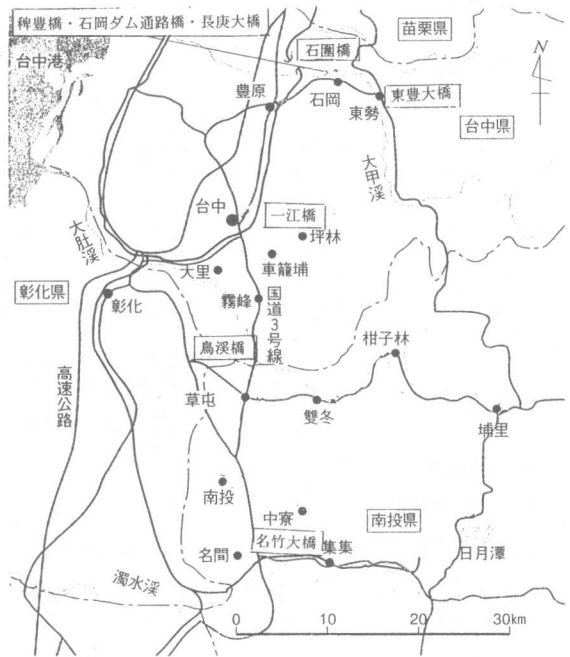 稗豊橋・石岡ダム通路橋・長庚大橋
苗栗県
石圍橋
台中港
N
豊原
石岡
東勢
東豊大橋
台中県
大甲渓
台中
一江橋
坪林
大肚渓
大里
車籠埔
彰化県
彰化
霧峰
国道3号線
烏渓橋
柑子林
高速公路
草屯
雙冬
埔里
南投
中寮
南投県
名間
名竹大橋
集集
日月潭
濁水渓
0 10 20 30km